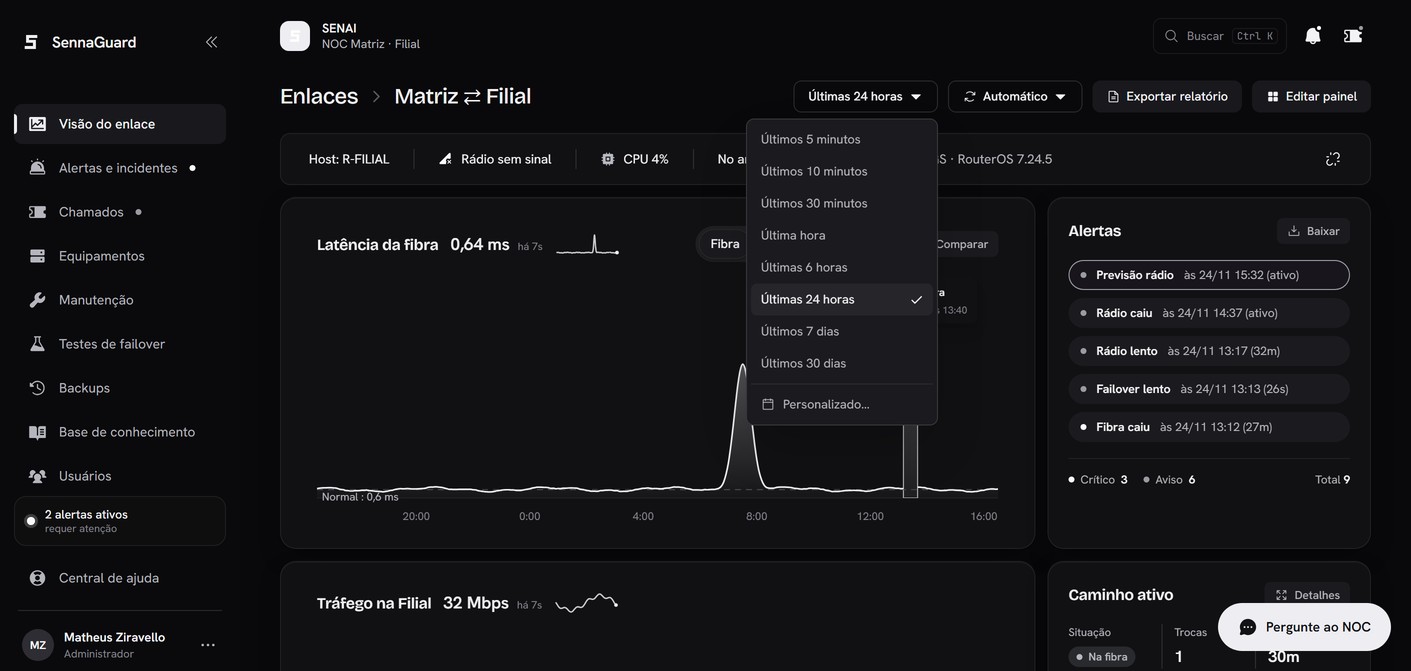 SennaGuard
SENAI
NOC Matriz · Filial
Buscar Ctrl K
Enlaces > Matriz ⇄ Filial
Últimas 24 horas
Automático
Exportar relatório
Editar painel
Visão do enlace
Alertas e incidentes
Chamados
Equipamentos
Manutenção
Testes de failover
Backups
Base de conhecimento
Usuários
2 alertas ativos
requer atenção
Central de ajuda
MZ
Matheus Ziravello
Administrador
Host: R-FILIAL
Rádio sem sinal
CPU 4%
· RouterOS 7.24.5
Últimos 5 minutos
Últimos 10 minutos
Últimos 30 minutos
Última hora
Últimas 6 horas
Últimas 24 horas
Últimos 7 dias
Últimos 30 dias
Personalizado...
Latência da fibra 0,64 ms há 7s
Fibra
Comparar
13:40
Normal : 0,6 ms
20:00 0:00 4:00 8:00 12:00 16:00
Alertas
Baixar
Previsão rádio às 24/11 15:32 (ativo)
Rádio caiu às 24/11 14:37 (ativo)
Rádio lento às 24/11 13:17 (32m)
Failover lento às 24/11 13:13 (26s)
Fibra caiu às 24/11 13:12 (27m)
Crítico 3 Aviso 6 Total 9
Tráfego na Filial 32 Mbps há 7s
Caminho ativo
Detalhes
Situação
Na fibra
Trocas
1
30m
Pergunte ao NOC